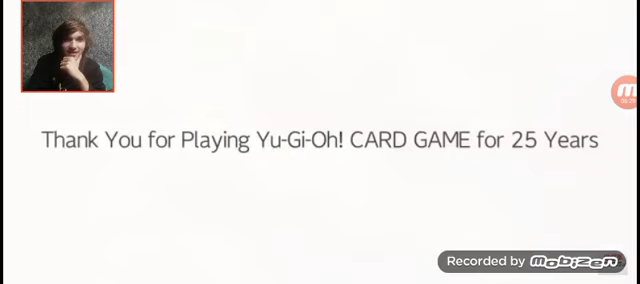 Thank You for Playing Yu-Gi-Oh! CARD GAME for 25 Years
Recorded by mobizen